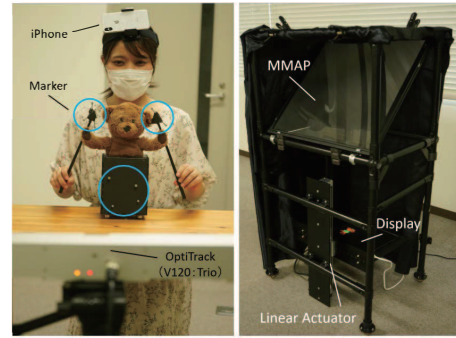 iPhone
Marker
OptiTrack
（V120：Trio）
MMAP
Display
Linear Actuator